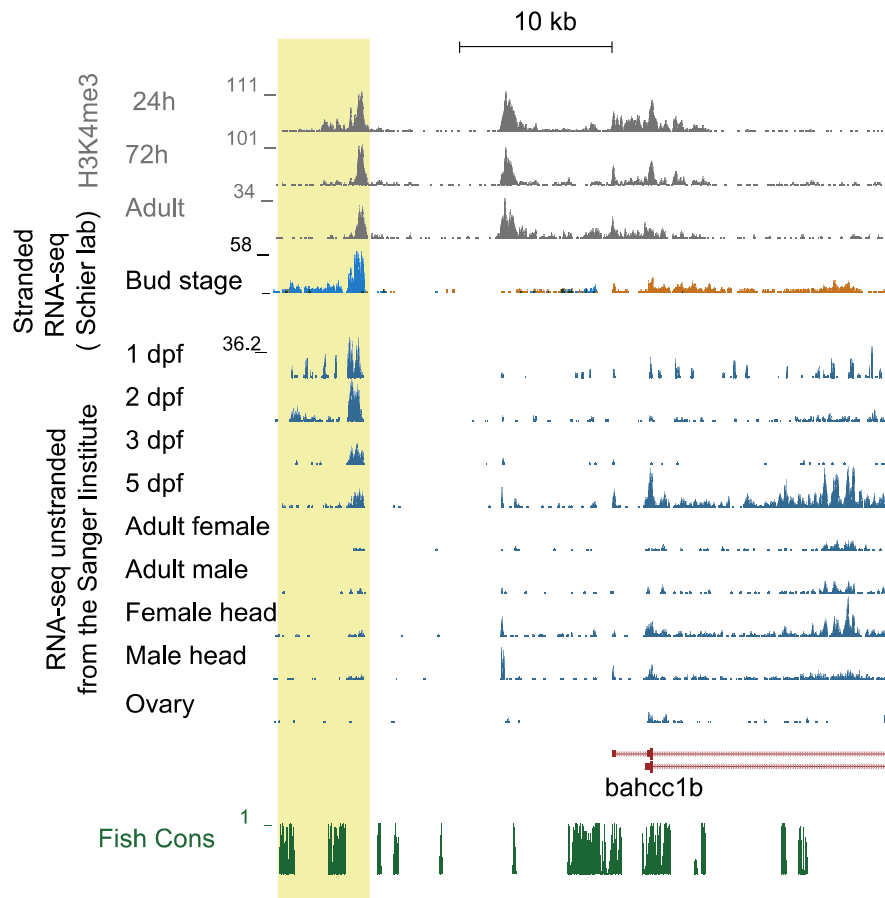 10 kb
H3K4me3
24h
111
72h
101
Adult
34
Stranded
RNA-seq
( Schier lab)
Bud stage
58
RNA-seq unstranded
from the Sanger Iinstitute
1 dpf
36.2
2 dpf
3 dpf
5 dpf
Adult female
Adult male
Female head
Male head
Ovary
bahcc1b
Fish Cons
1